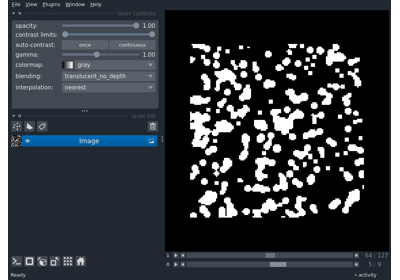 File View Plugins Window Help
layer controls
opacity: 1.00
contrast limits:
auto-contrast: once continuous
gamma: 1.00
colormap: gray
blending: translucent_no_depth
interpolation: nearest
layer list
Image
1 64 127
0 5 9
Ready activity